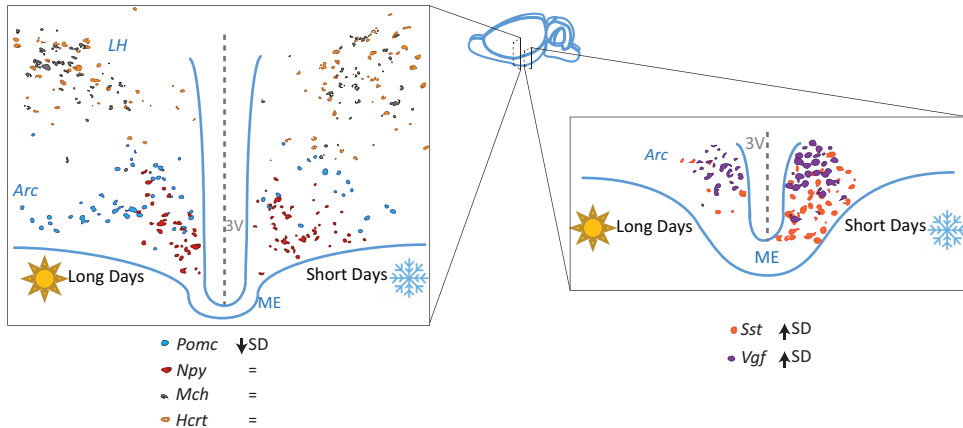 LH
Arc
3V
Long Days
Short Days
ME
Pomc SD
Npy =
Mch =
Hcrt =
3V
Arc
Long Days
Short Days
ME
Sst SD
Vgf SD